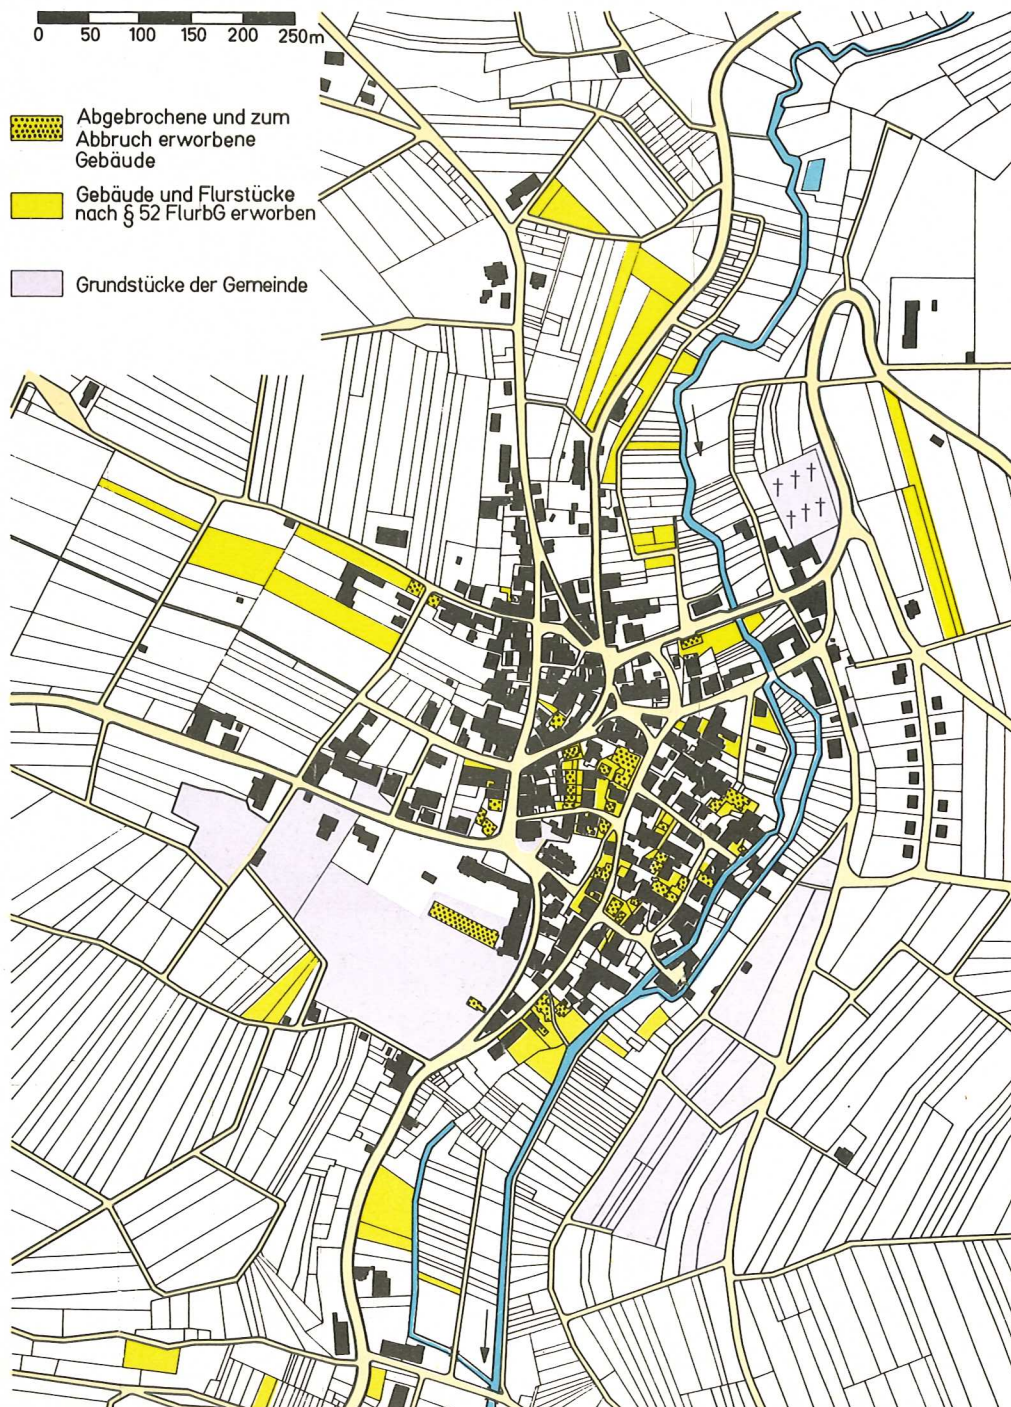 0 50 100 150 200 250m
Abgebrochene und zum
Abbruch erworbene
Gebäude
Gebäude und Flurstücke
nach § 52 FlurbG erworben
Grundstücke der Gemeinde